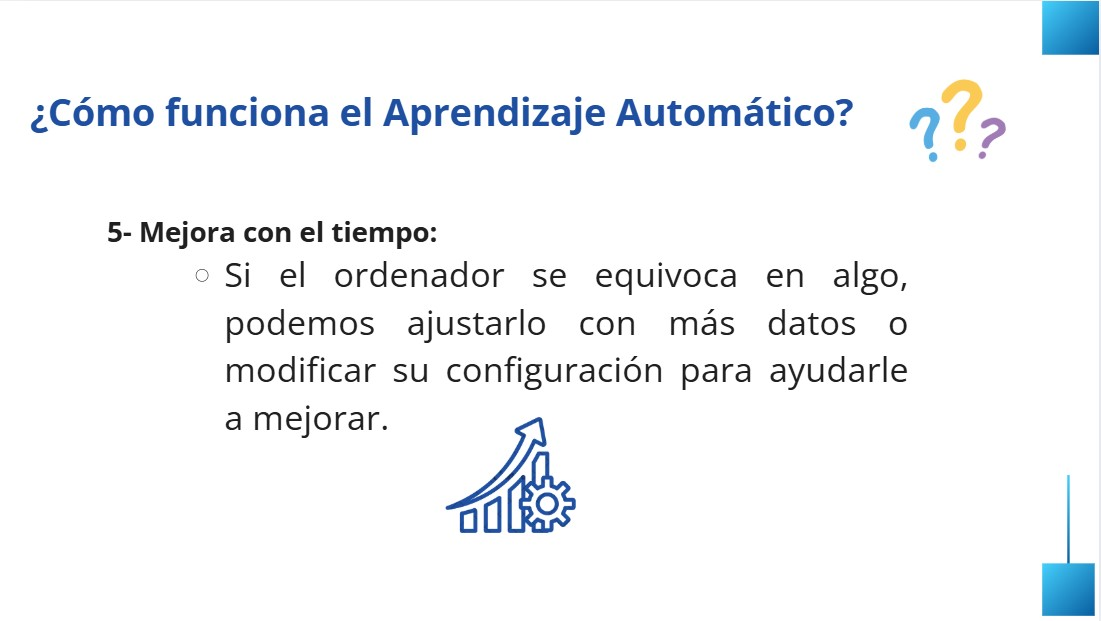 ¿Cómo funciona el Aprendizaje Automático?
5- Mejora con el tiempo:
Si el ordenador se equivoca en algo,
podemos ajustarlo con más datos o
modificar su configuración para ayudarle
a mejorar.